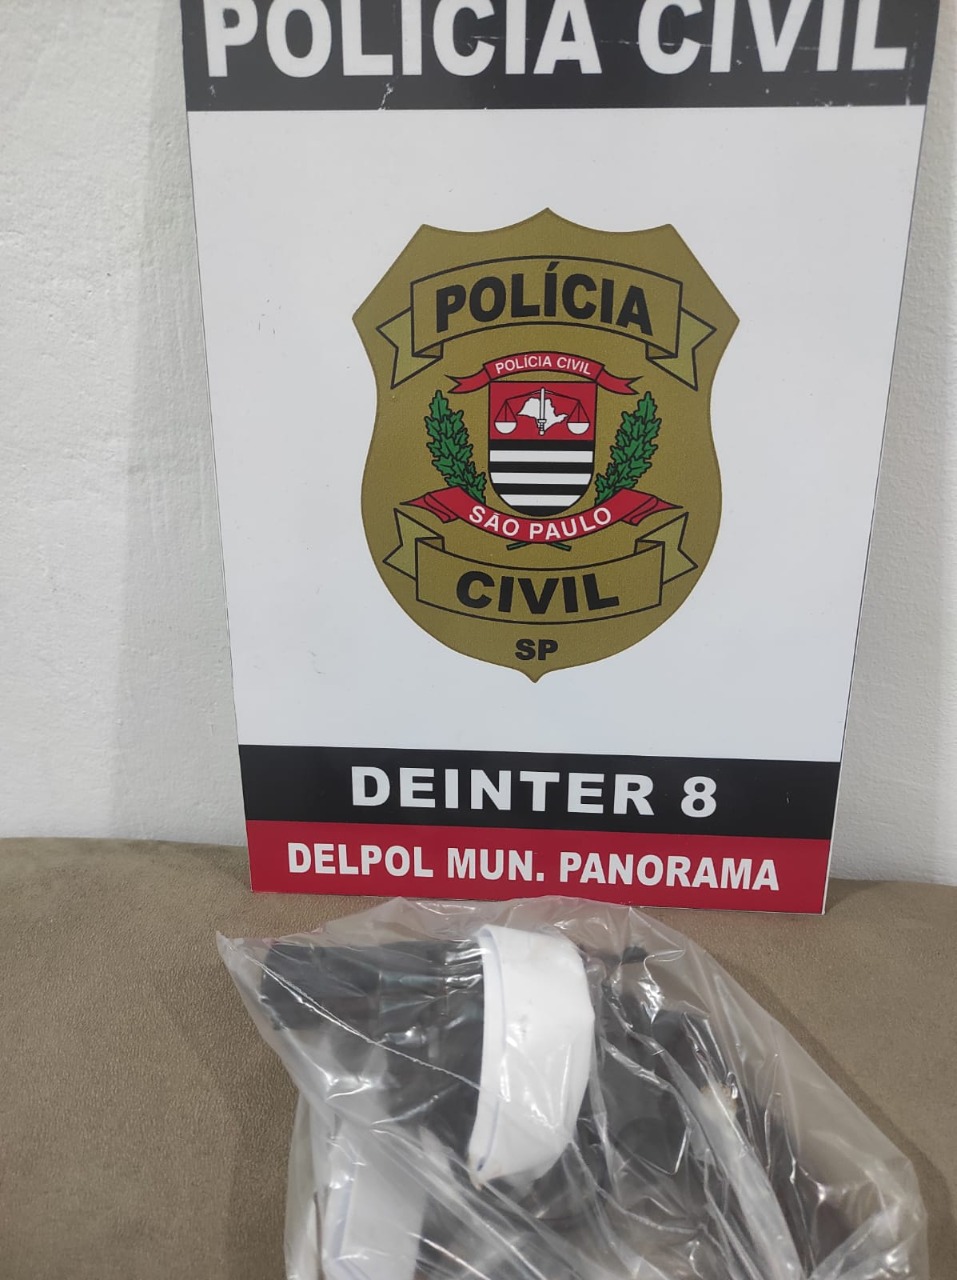 POLÍCIA CIVIL
POLÍCIA
POLÍCIA CIVIL
SÃO PAULO
CIVIL
SP
DEINTER 8
DELPOL MUN. PANORAMA